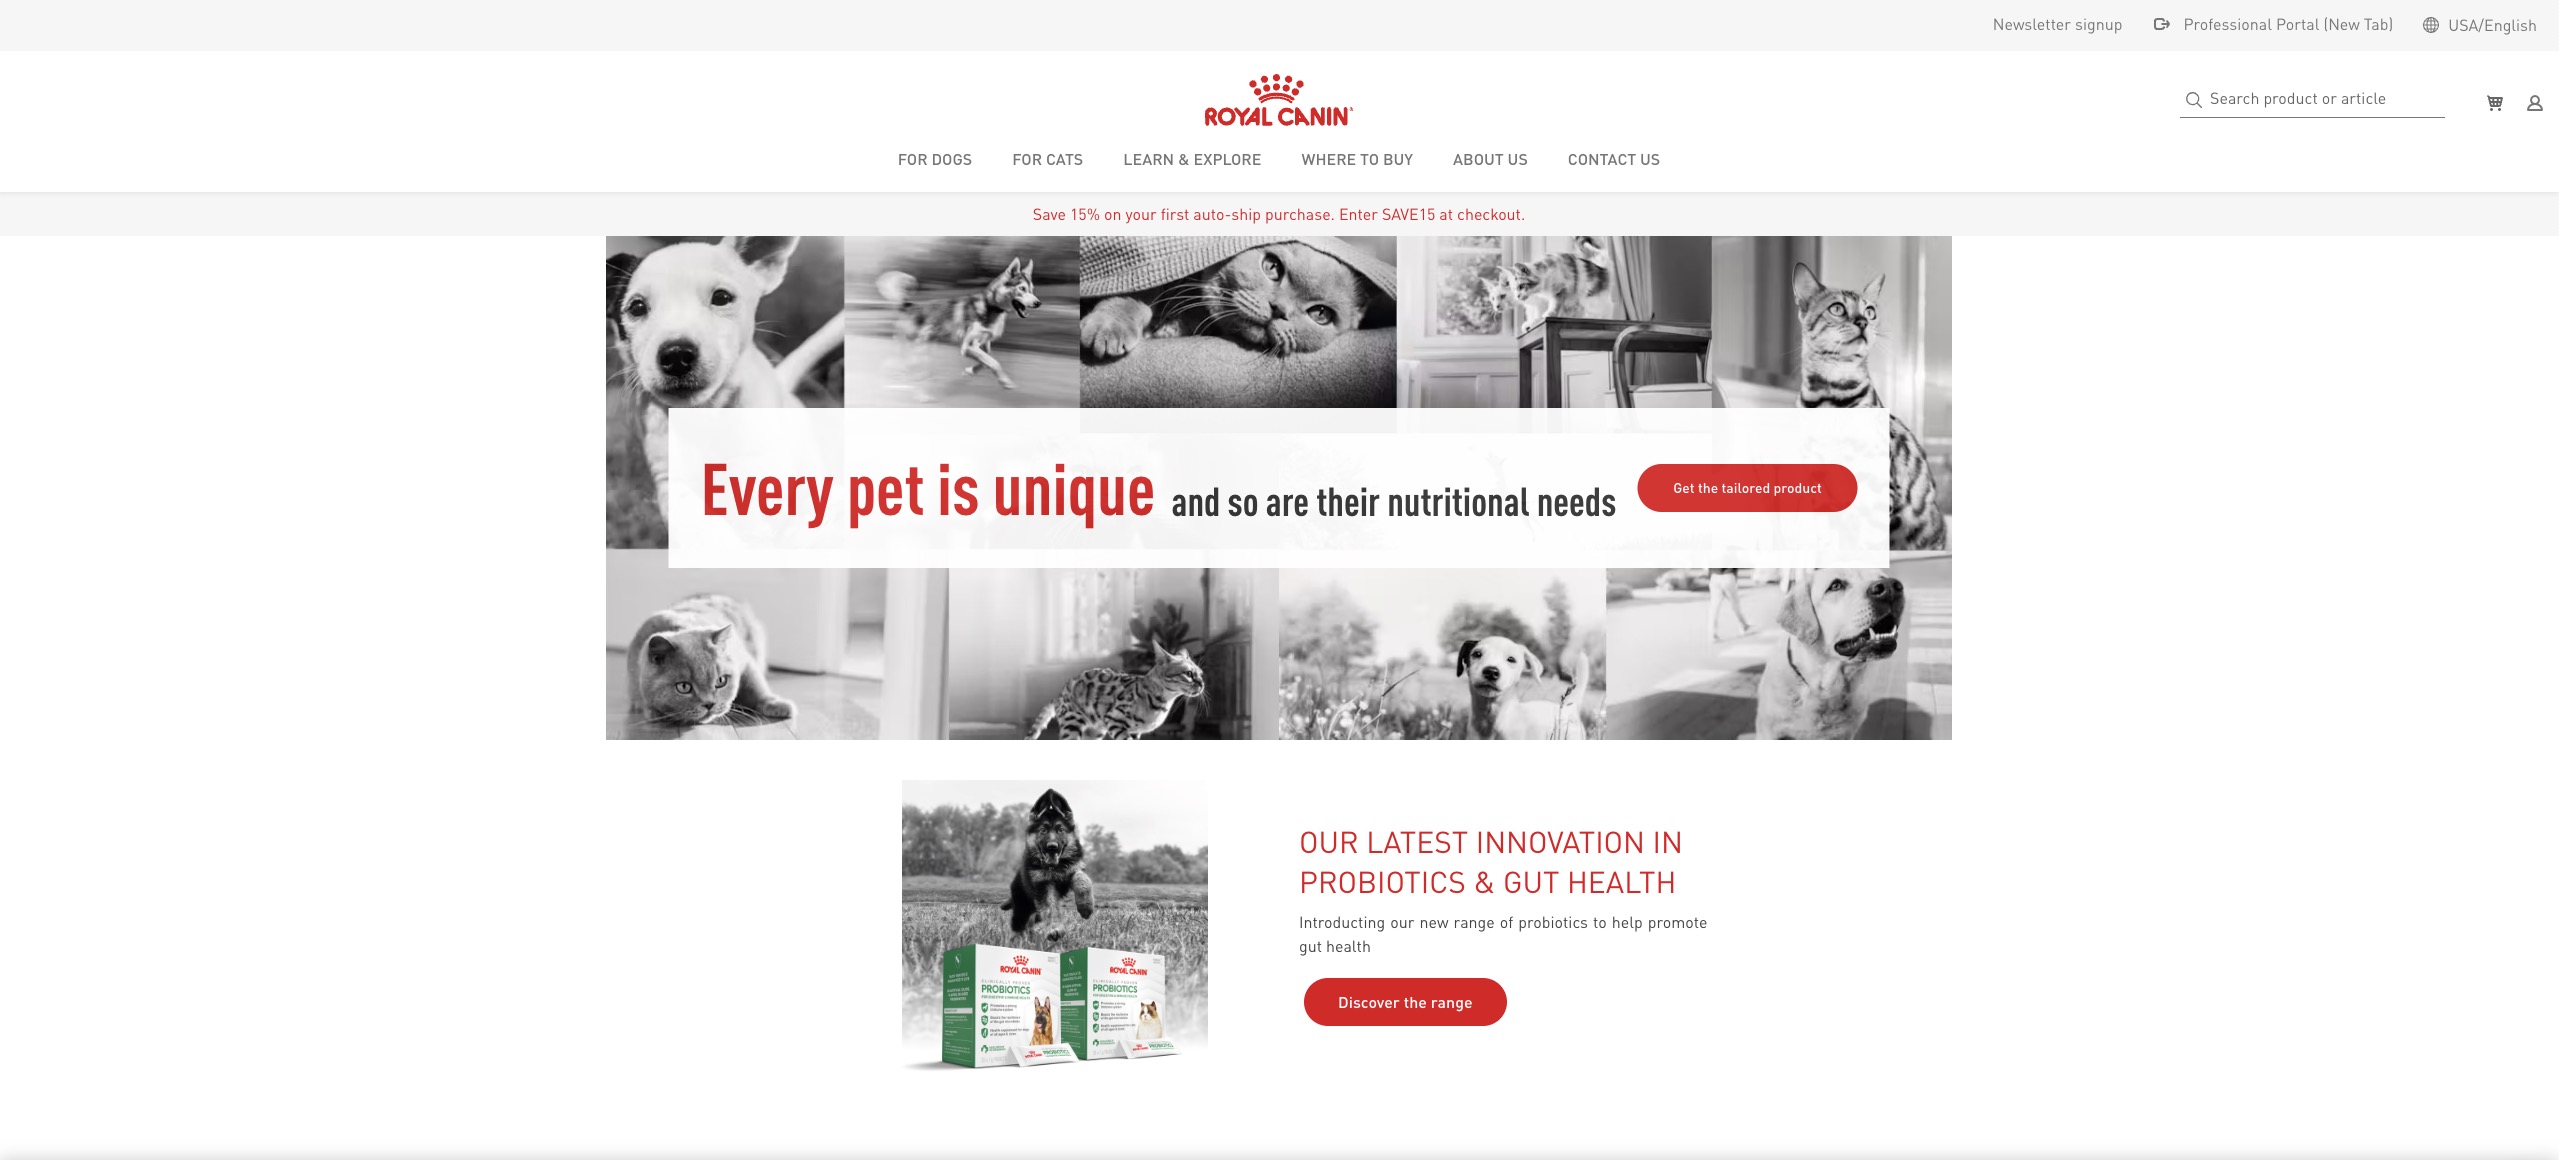 Newsletter signup
Professional Portal (New Tab)
USA/English
ROYAL CANIN
Search product or article
FOR DOGS
FOR CATS
LEARN & EXPLORE
WHERE TO BUY
ABOUT US
CONTACT US
Save 15% on your first auto-ship purchase. Enter SAVE15 at checkout.
Every pet is unique and so are their nutritional needs
Get the tailored product
ROYAL CANIN
PROBIOTICS
ROYAL CANIN
PROBIOTICS
OUR LATEST INNOVATION IN
PROBIOTICS & GUT HEALTH
Introducting our new range of probiotics to help promote
gut health
Discover the range